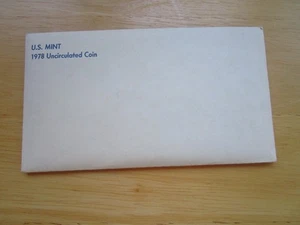 U.S. MINT
1978 Uncirculated Coin